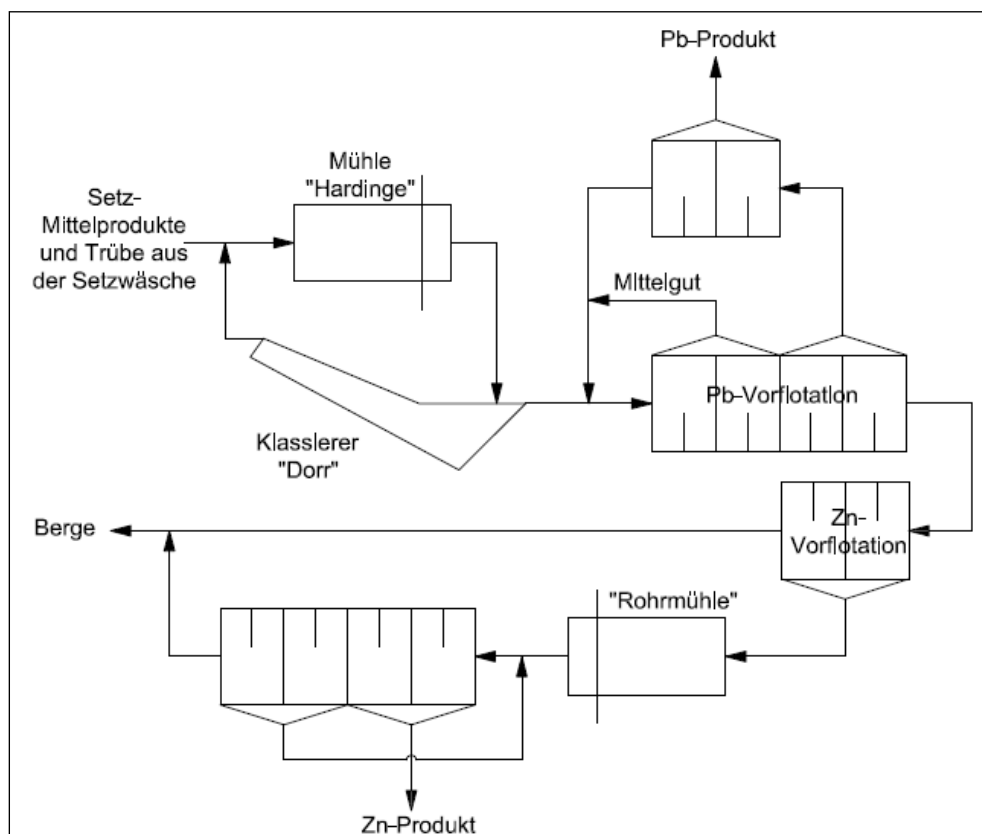 Pb-Produkt
Mühle
"Hardinge"
Setz-
Mittelprodukte
und Trübe aus
der Setzwäsche
Mittelgut
Pb-Vorflotation
Klassierer
"Dorr"
Berge
Zn-
Vorflotation
"Rohrmühle"
Zn-Produkt